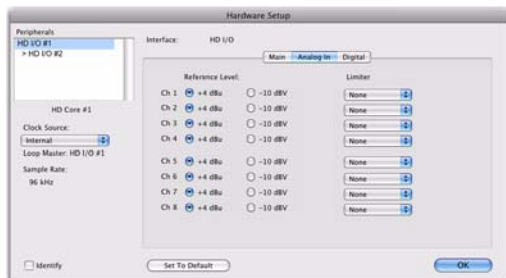 Hardware Setup
Peripherals
HD I/O #1
> HD I/O #2
HD Core #1
Clock Source:
Internal
Loop Master: HD I/O #1
Sample Rate:
96 kHz
Identify
Interface: HD I/O
Main Analog In Digital
Reference Level: Limiter
Ch 1 +4 dBu -10 dBV None
Ch 2 +4 dBu -10 dBV None
Ch 3 +4 dBu -10 dBV None
Ch 4 +4 dBu -10 dBV None
Ch 5 +4 dBu -10 dBV None
Ch 6 +4 dBu -10 dBV None
Ch 7 +4 dBu -10 dBV None
Ch 8 +4 dBu -10 dBV None
Set To Default OK